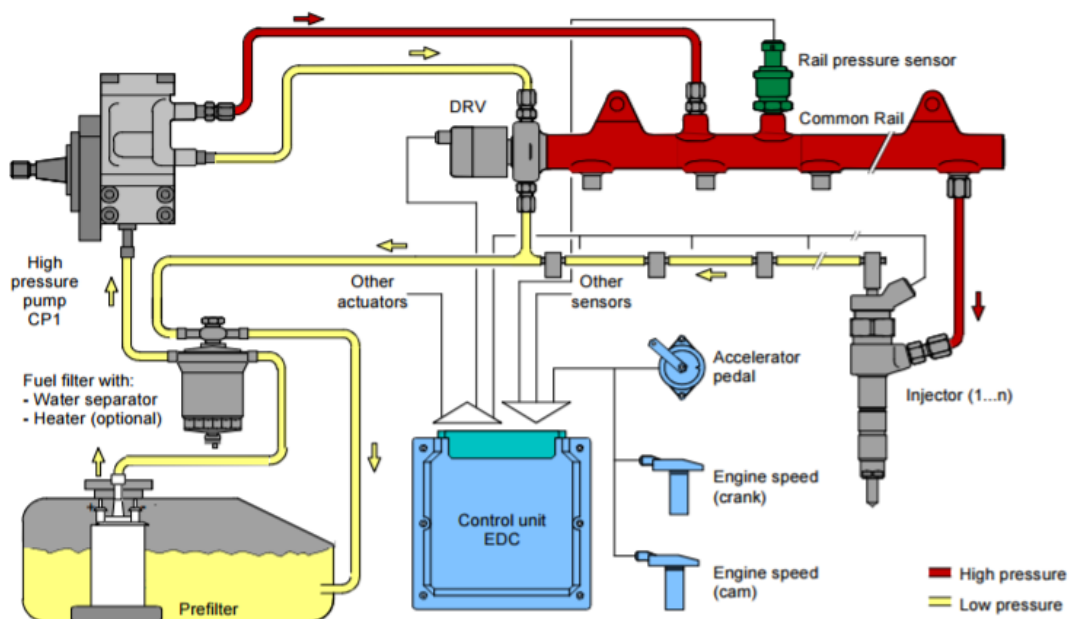 Rail pressure sensor
DRV
Common Rail
High
pressure
pump
CP1
Other
actuators
Other
sensors
Accelerator
pedal
Fuel filter with:
- Water separator
- Heater (optional)
Injector (1...n)
Engine speed
(crank)
Control unit
EDC
Engine speed
(cam)
High pressure
Low pressure
Prefilter